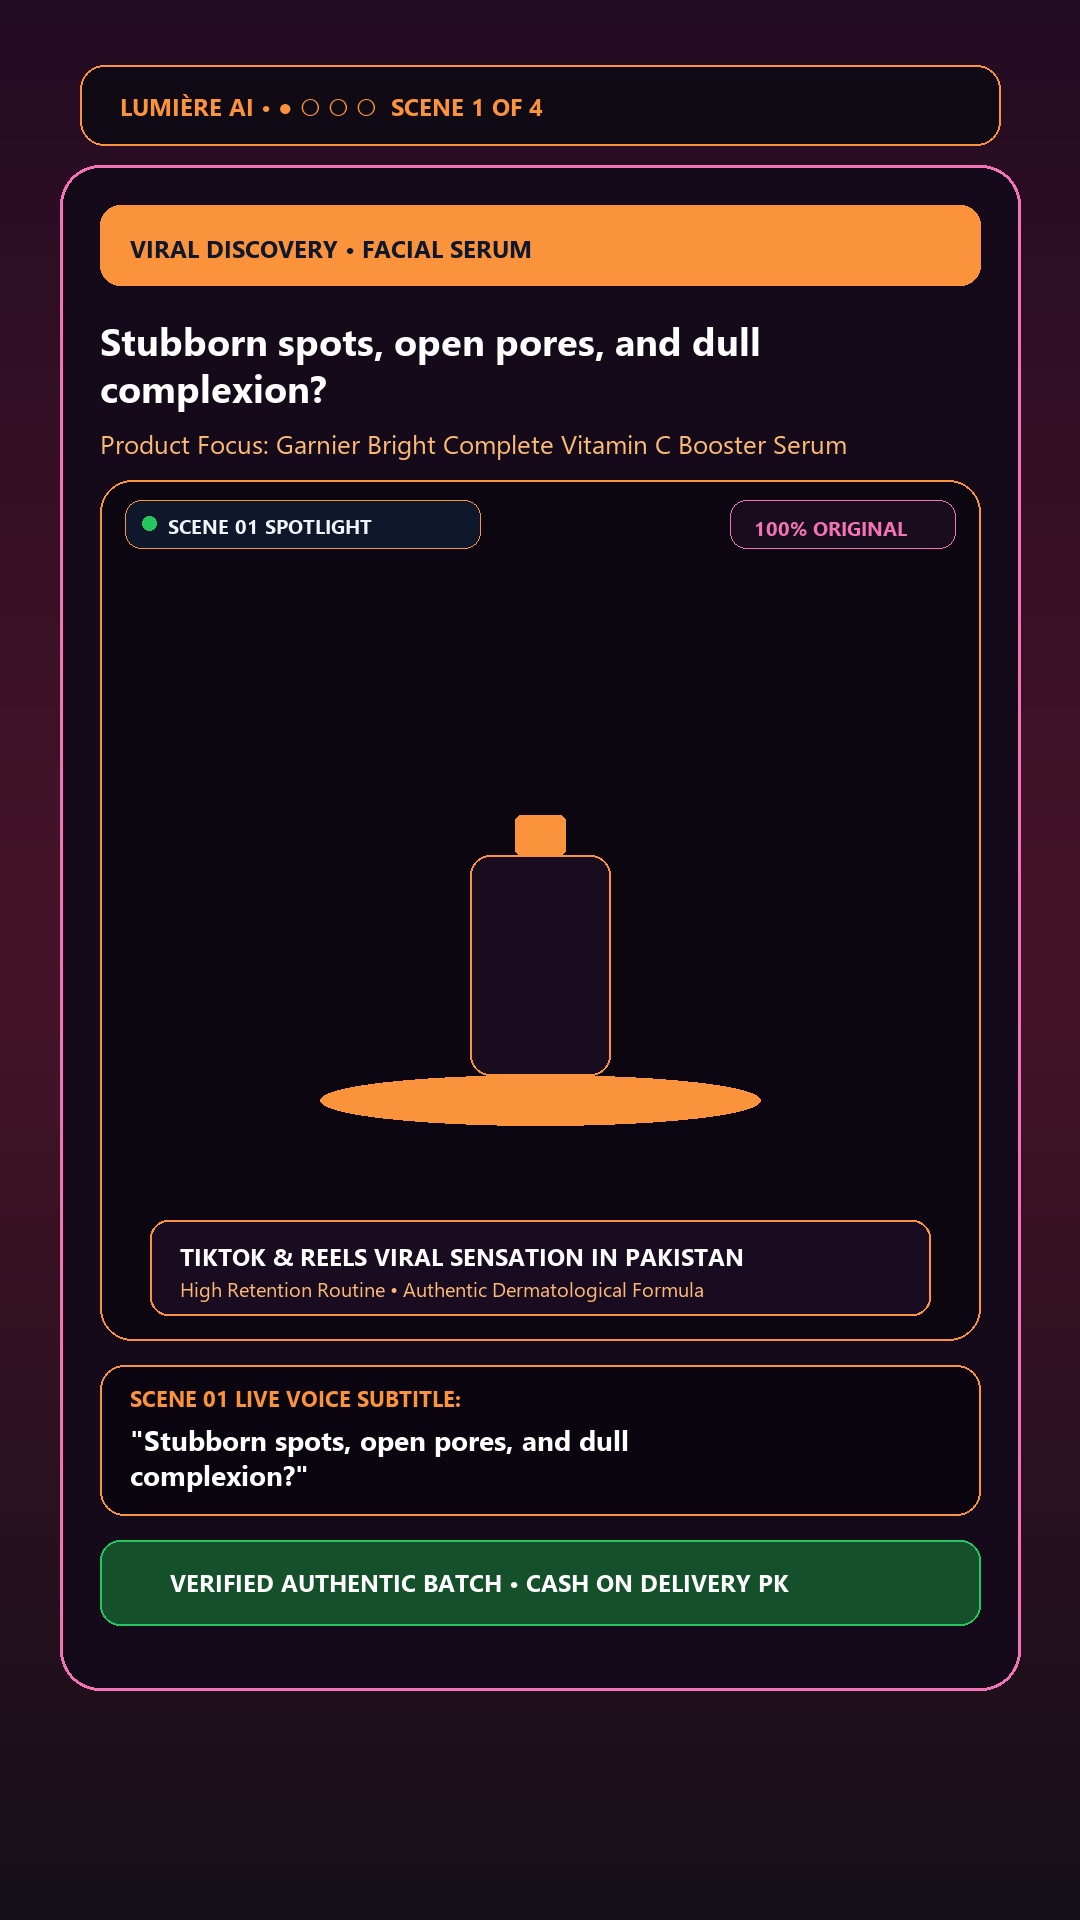 LUMIÈRE AI • ● ○ ○ ○ SCENE 1 OF 4
VIRAL DISCOVERY • FACIAL SERUM
Stubborn spots, open pores, and dull
complexion?
Product Focus: Garnier Bright Complete Vitamin C Booster Serum
SCENE 01 SPOTLIGHT
100% ORIGINAL
TIKTOK & REELS VIRAL SENSATION IN PAKISTAN
High Retention Routine • Authentic Dermatological Formula
SCENE 01 LIVE VOICE SUBTITLE:
"Stubborn spots, open pores, and dull
complexion?"
VERIFIED AUTHENTIC BATCH • CASH ON DELIVERY PK